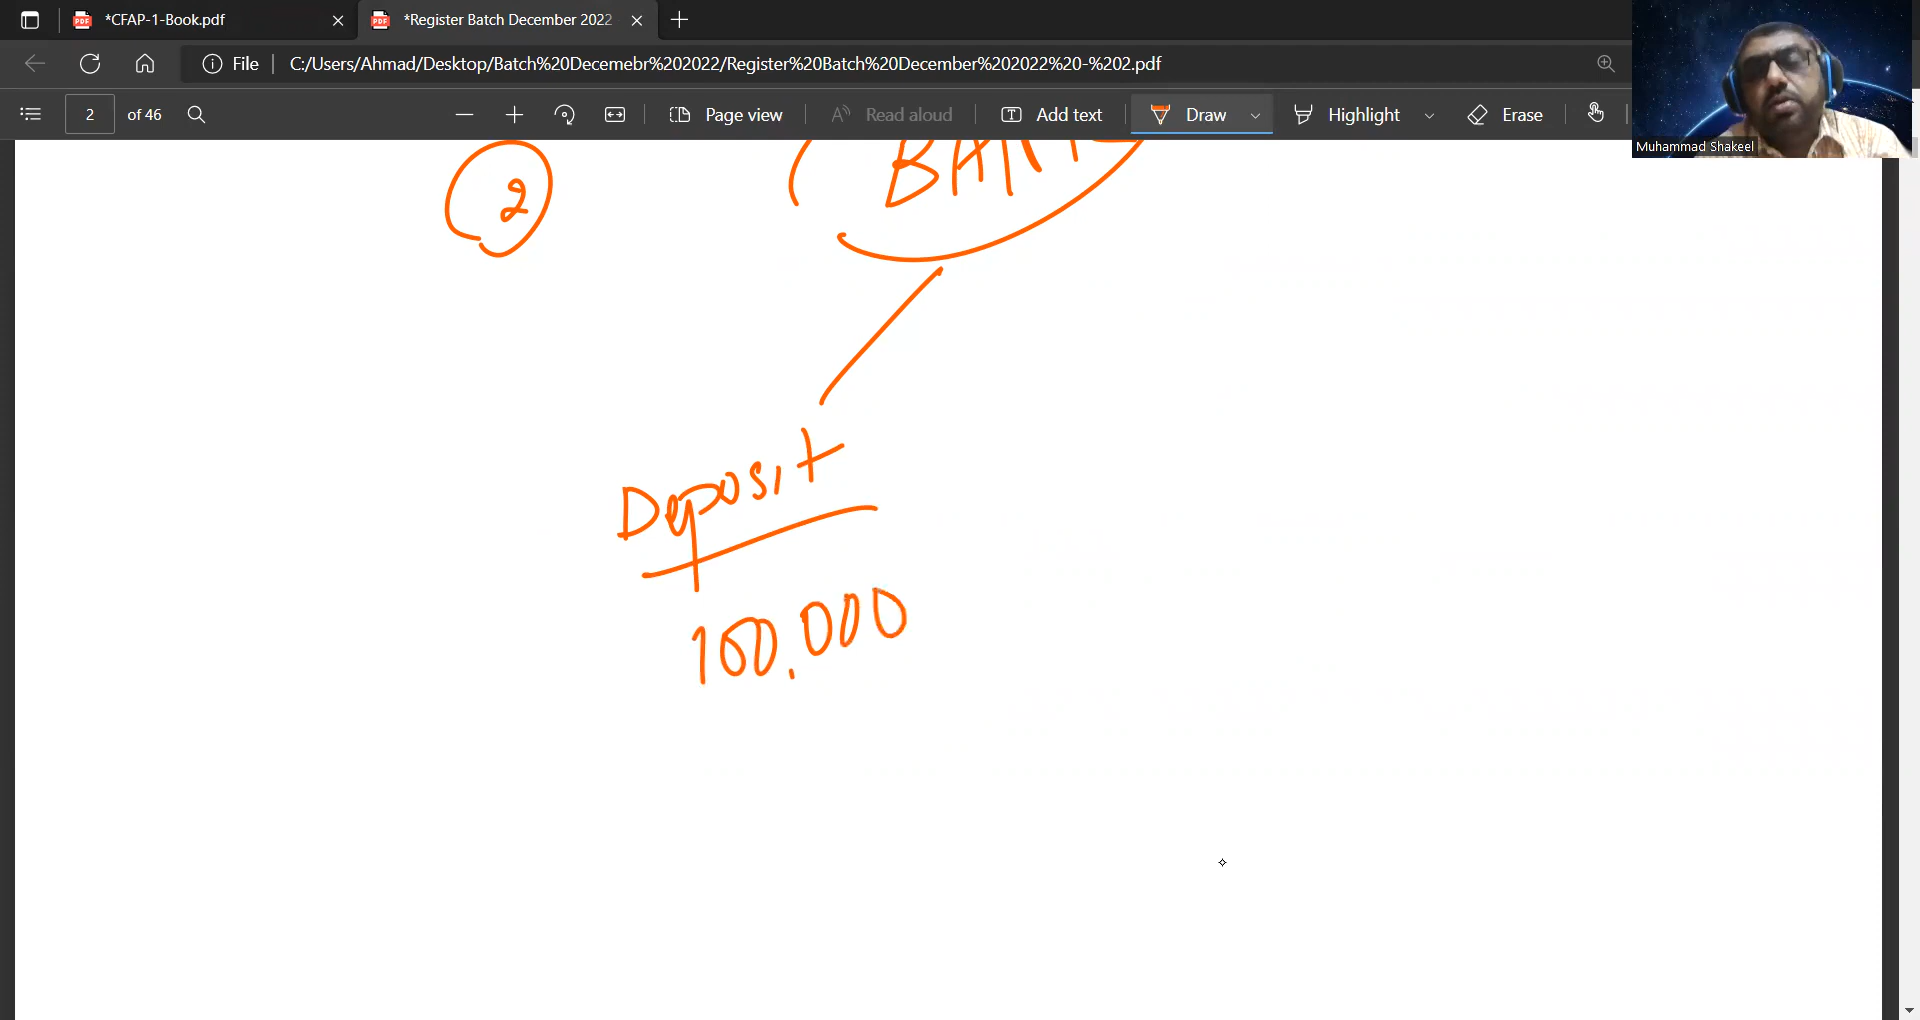 *CFAP-1-Book.pdf
*Register Batch December 2022
File
C:/Users/Ahmad/Desktop/Batch%20Decemebr%202022/Register%20Batch%20December%202022%20-%202.pdf
2 of 46
Page view
Read aloud
Add text
Draw
Highlight
Erase
Muhammad Shakeel
2
BANK
Deposit
100,000